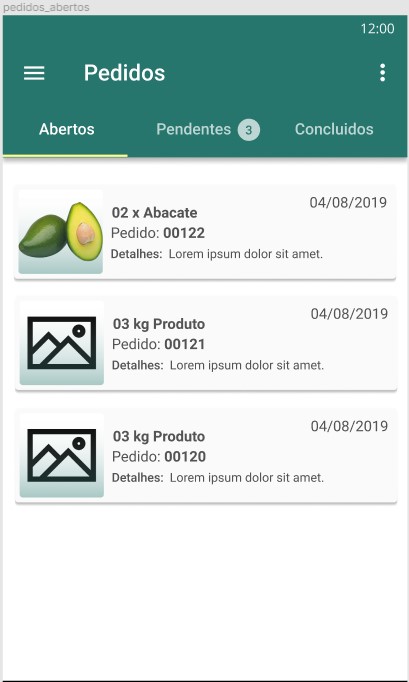 pedidos_abertos
12:00
Pedidos
Abertos Pendentes 3 Concluidos
04/08/2019
02 x Abacate
Pedido: 00122
Detalhes: Lorem ipsum dolor sit amet.
04/08/2019
03 kg Produto
Pedido: 00121
Detalhes: Lorem ipsum dolor sit amet.
04/08/2019
03 kg Produto
Pedido: 00120
Detalhes: Lorem ipsum dolor sit amet.